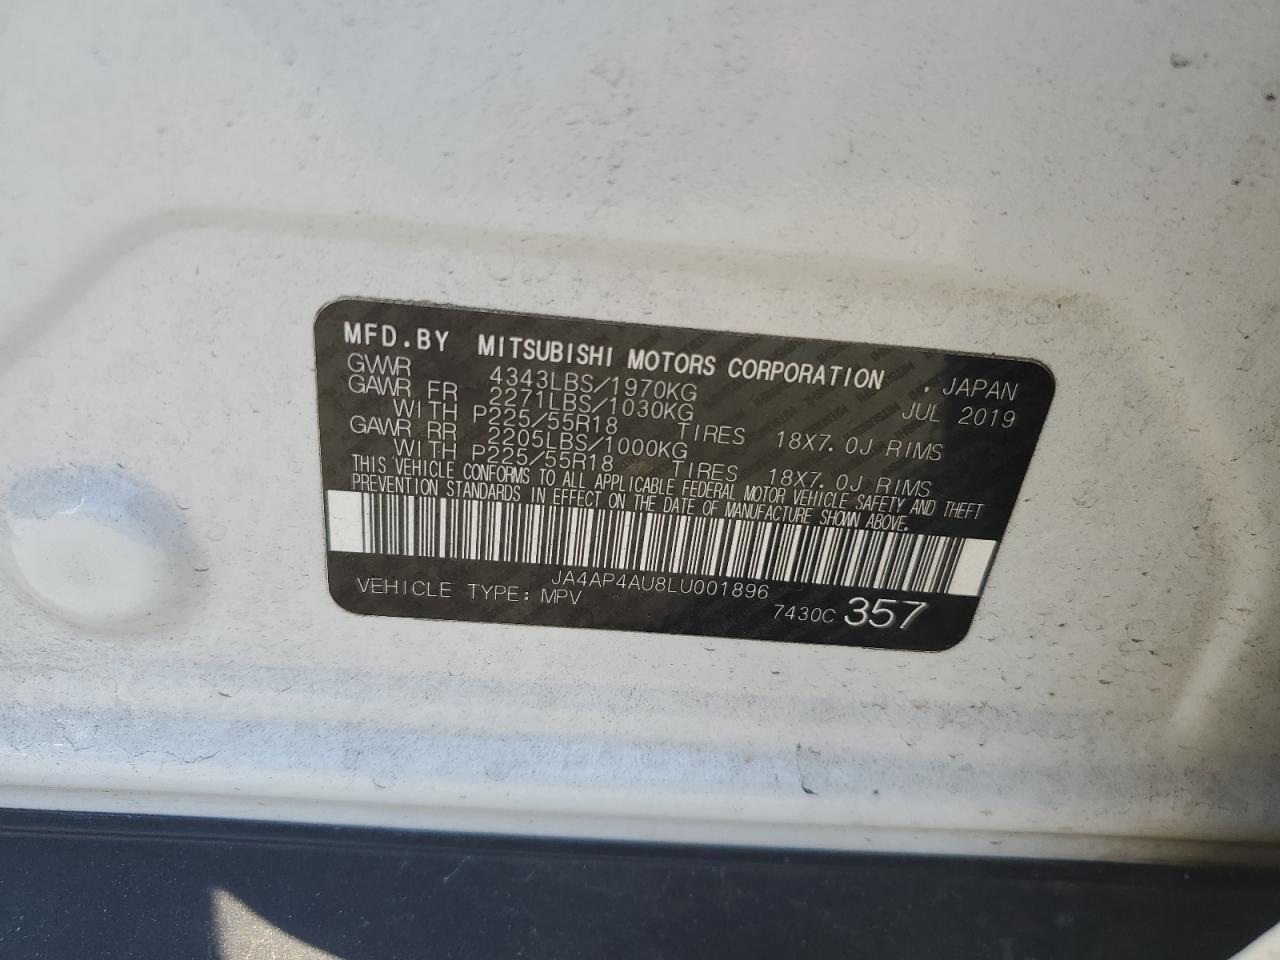 MFD.BY MITSUBISHI MOTORS CORPORATION , JAPAN
GVWR 4343LBS/1970KG JUL 2019
GAWR FR 2271LBS/1030KG
WITH P225/55R18 TIRES 18X7.0J RIMS
GAWR RR 2205LBS/1000KG
WITH P225/55R18 TIRES 18X7.0J RIMS
THIS VEHICLE CONFORMS TO ALL APPLICABLE FEDERAL MOTOR VEHICLE SAFETY AND THEFT
PREVENTION STANDARDS IN EFFECT ON THE DATE OF MANUFACTURE SHOWN ABOVE.
JA4AP4AU8LU001896
VEHICLE TYPE: MPV
7430C 357